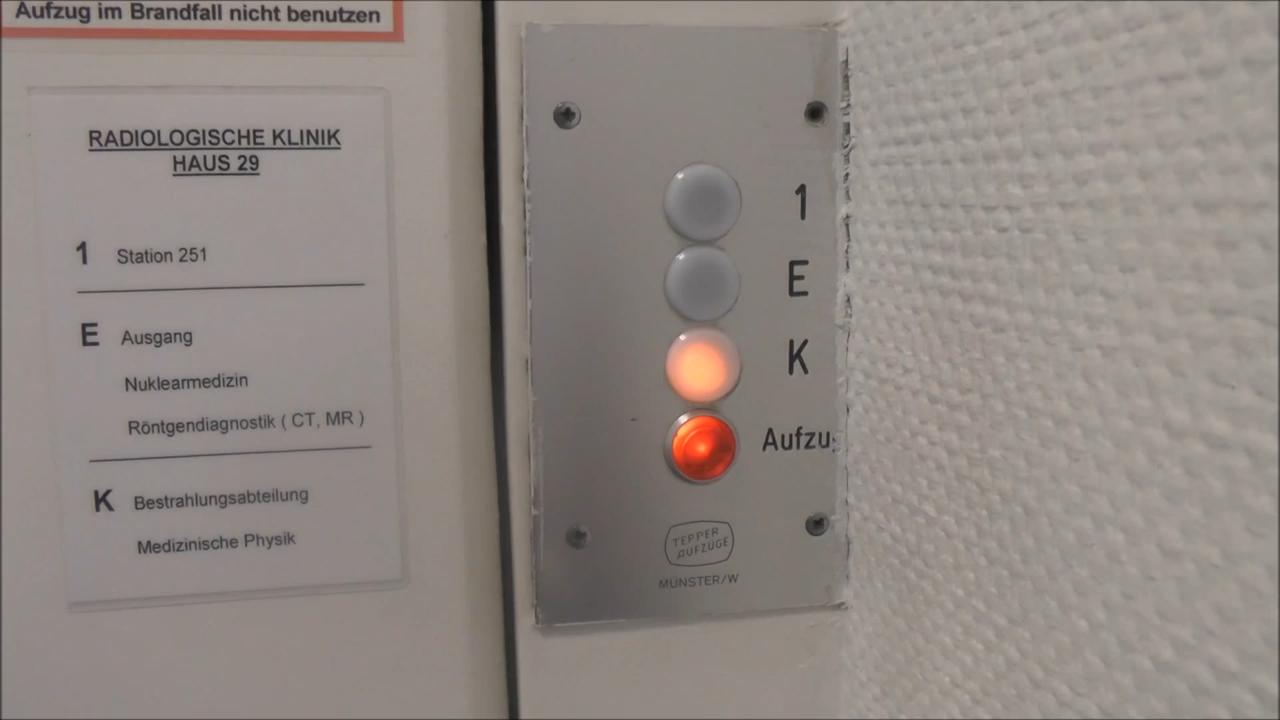 Aufzug im Brandfall nicht benutzen
RADIOLOGISCHE KLINIK
HAUS 29
1 Station 251
E Ausgang
Nuklearmedizin
Röntgendiagnostik ( CT, MR )
K Bestrahlungsabteilung
Medizinische Physik
1
E
K
Aufzu
TEPPER
AUFZÜGE
MÜNSTER/W